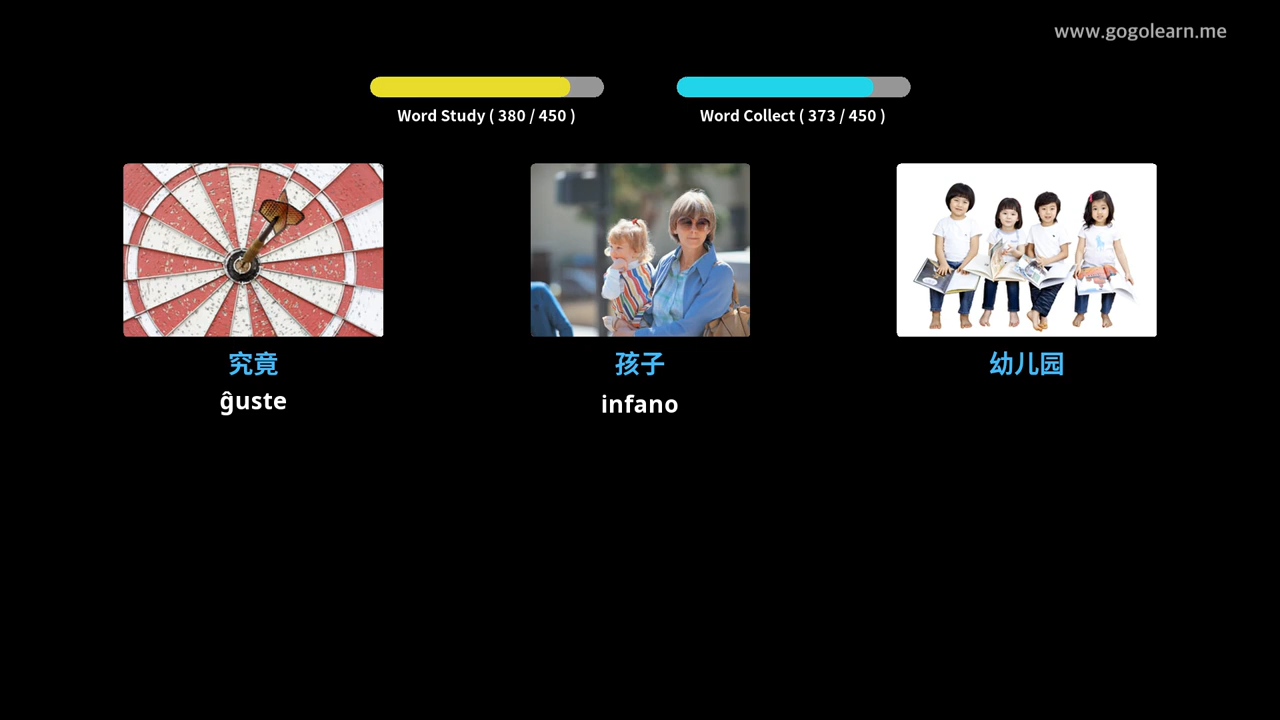 www.gogolearn.me
Word Study ( 380 / 450 )
Word Collect ( 373 / 450 )
究竟
孩子
幼儿园
ĝuste
infano